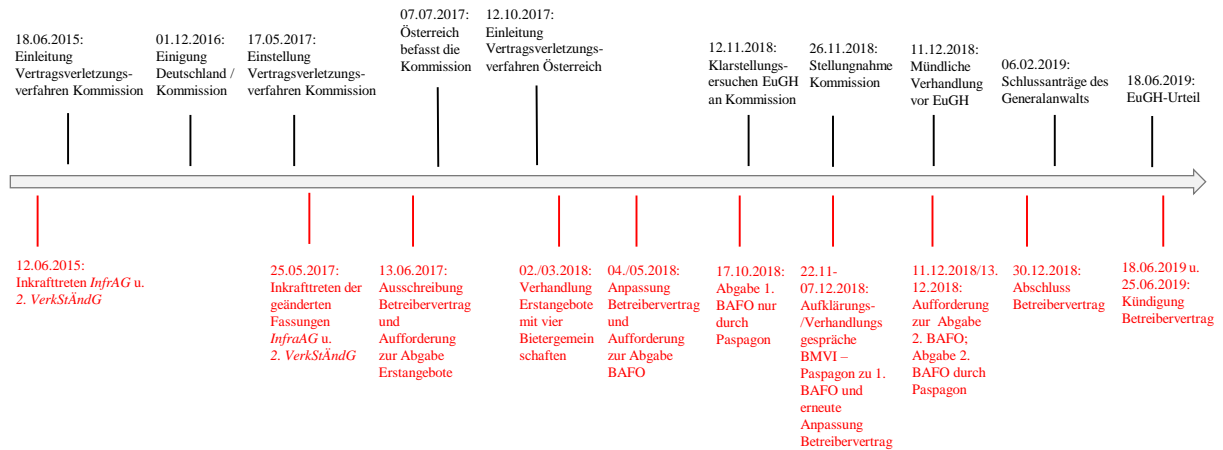 18.06.2015:
Einleitung
Vertragsverletzungs-
verfahren Kommission
01.12.2016:
Einigung
Deutschland /
Kommission
17.05.2017:
Einstellung
Vertragsverletzungs-
verfahren Kommission
07.07.2017:
Österreich
befasst die
Kommission
12.10.2017:
Einleitung
Vertragsverletzungs-
verfahren Österreich
12.11.2018:
Klarstellungs-
ersuchen EuGH
an Kommission
26.11.2018:
Stellungnahme
Kommission
11.12.2018:
Mündliche
Verhandlung
vor EuGH
06.02.2019:
Schlussanträge des
Generalanwalts
18.06.2019:
EuGH-Urteil
12.06.2015:
Inkrafttreten InfrAG u.
2. VerkStÄndG
25.05.2017:
Inkrafttreten der
geänderten
Fassungen
InfraAG u.
2. VerkStÄndG
13.06.2017:
Ausschreibung
Betreibervertrag
und
Aufforderung
zur Abgabe
Erstangebote
02./03.2018:
Verhandlung
Erstangebote
mit vier
Bietergemein
schaften
04./05.2018:
Anpassung
Betreibervertrag
und
Aufforderung
zur Abgabe
BAFO
17.10.2018:
Abgabe 1.
BAFO nur
durch
Paspagon
22.11-
07.12.2018:
Aufklärungs-
/Verhandlungs
gespräche
BMVI –
Paspagon zu 1.
BAFO und
erneute
Anpassung
Betreibervertrag
11.12.2018/13.
12.2018:
Aufforderung
zur Abgabe
2. BAFO;
Abgabe 2.
BAFO durch
Paspagon
30.12.2018:
Abschluss
Betreibervertrag
18.06.2019 u.
25.06.2019:
Kündigung
Betreibervertrag